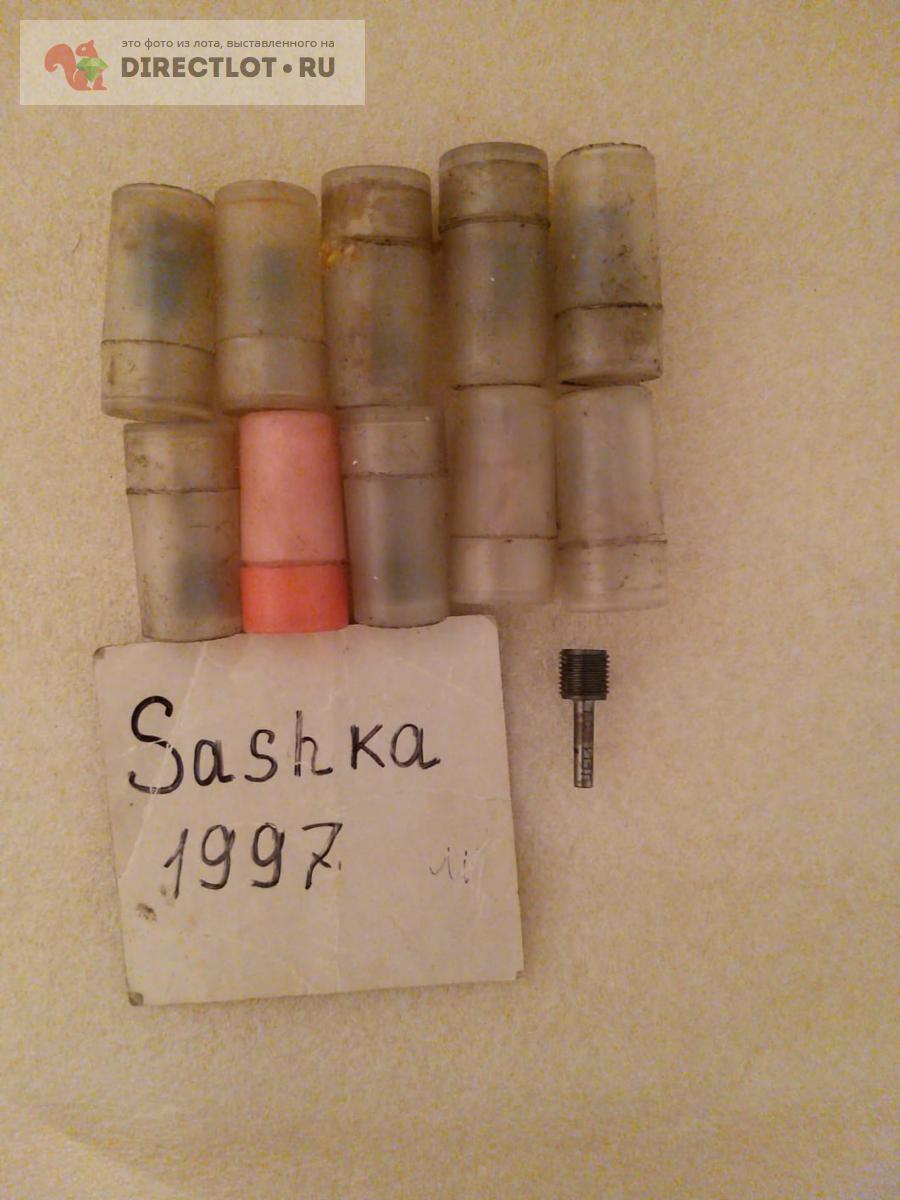 это фото из лота, выставленного на
DIRECTLOT•RU
Sashka
1997